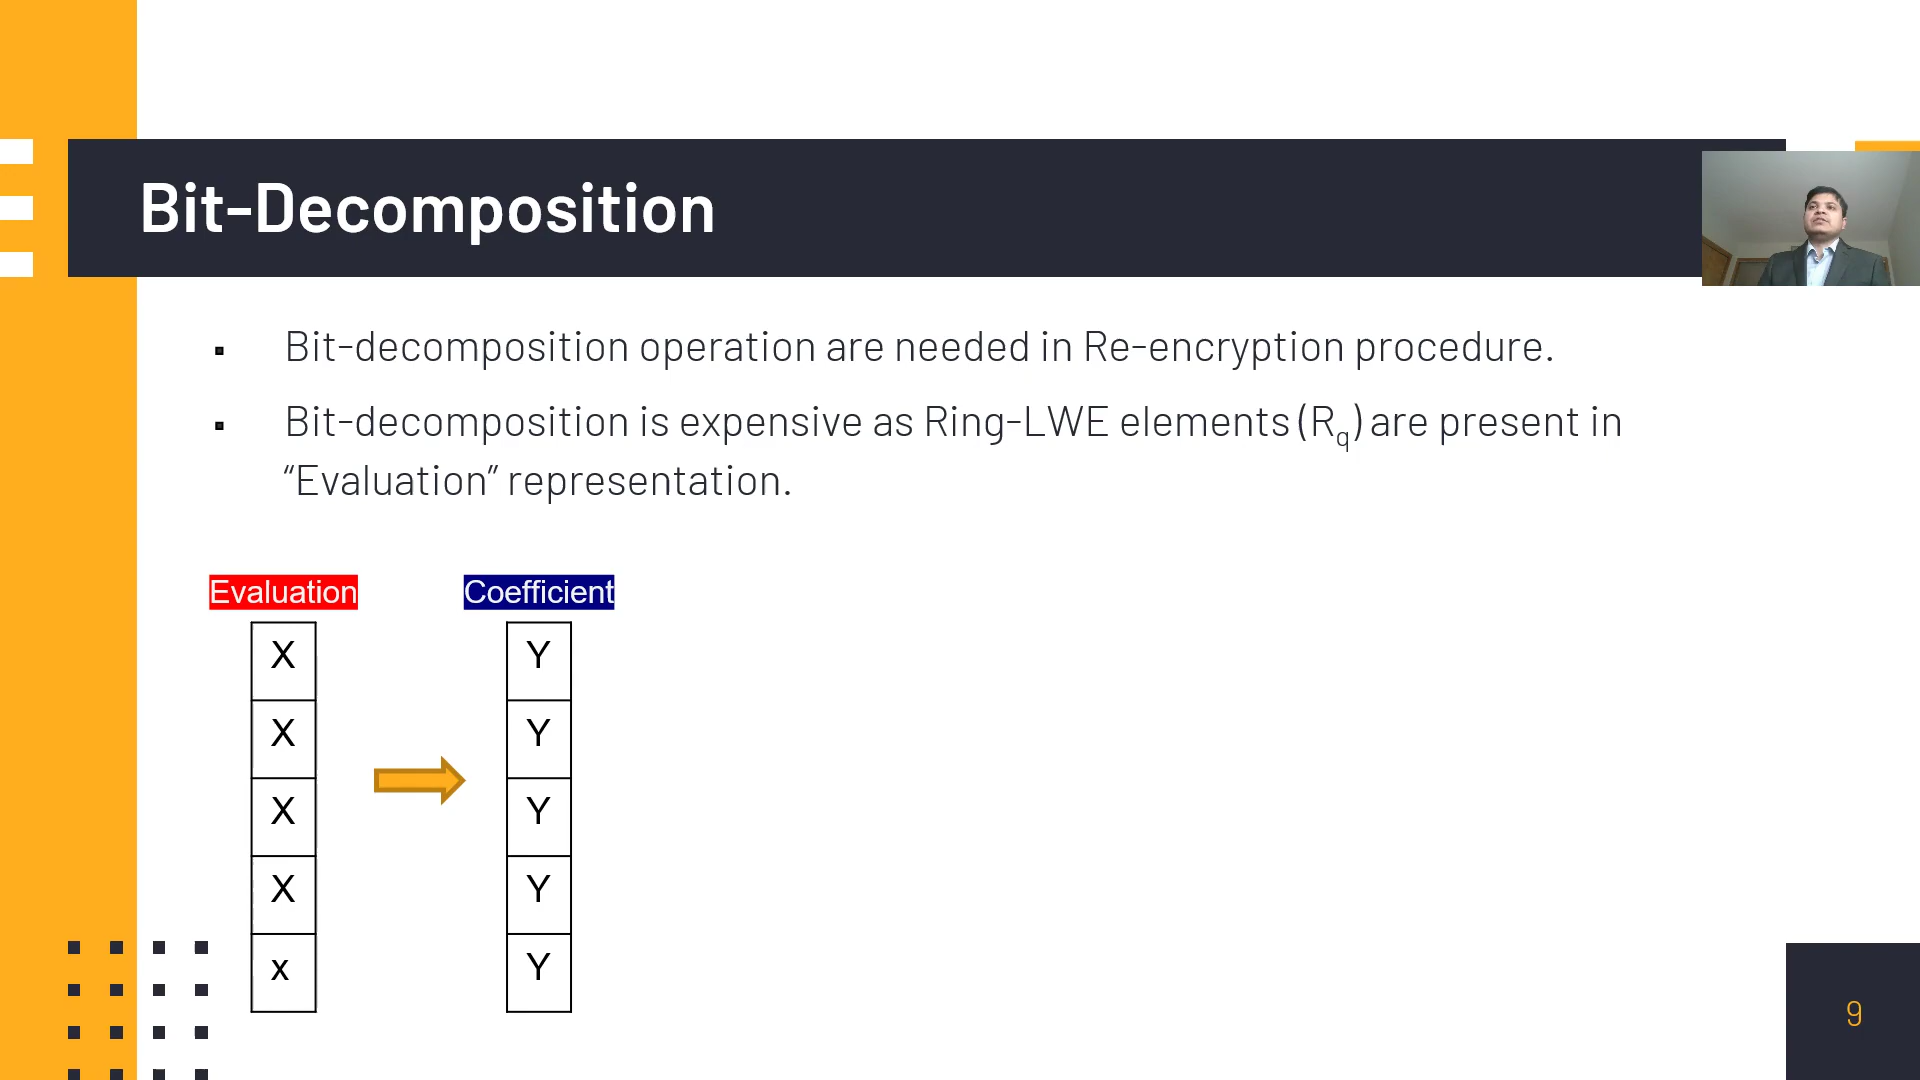 Bit-Decomposition
Bit-decomposition operation are needed in Re-encryption procedure.
Bit-decomposition is expensive as Ring-LWE elements (Rq) are present in
“Evaluation” representation.
Evaluation
Coefficient
X
Y
X
Y
X
Y
X
Y
x
Y
9